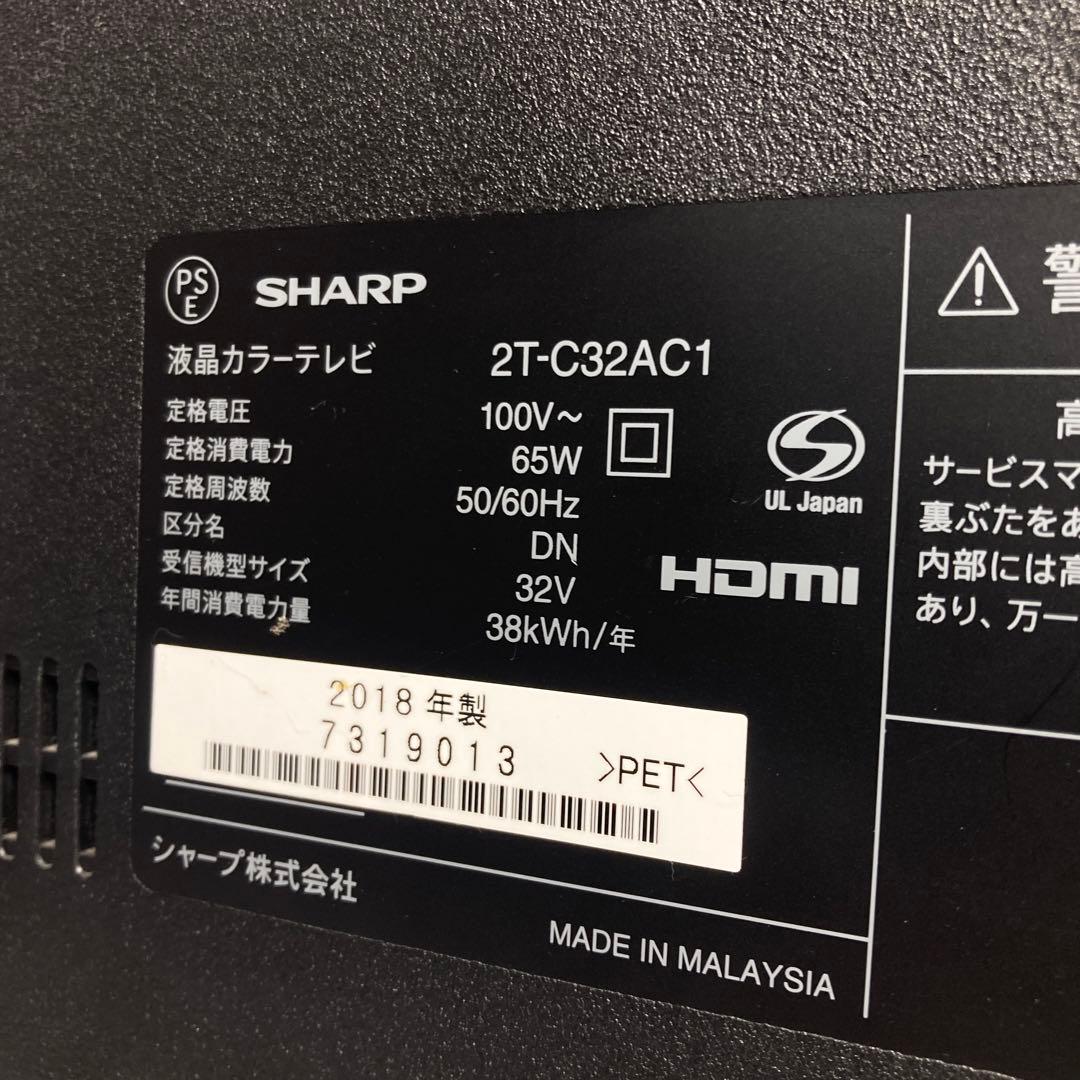 PS
E
SHARP
液晶カラーテレビ 2T-C32AC1
定格電圧 100V~
定格消費電力 65W
定格周波数 50/60Hz
区分名 DN
受信機型サイズ 32V
年間消費電力量 38kWh/年
UL Japan
HDMI
2018 年製
7319013
>PET<
シャープ株式会社
MADE IN MALAYSIA
警
高
サービスマ
裏ぶたをあ
内部には高
あり、万一